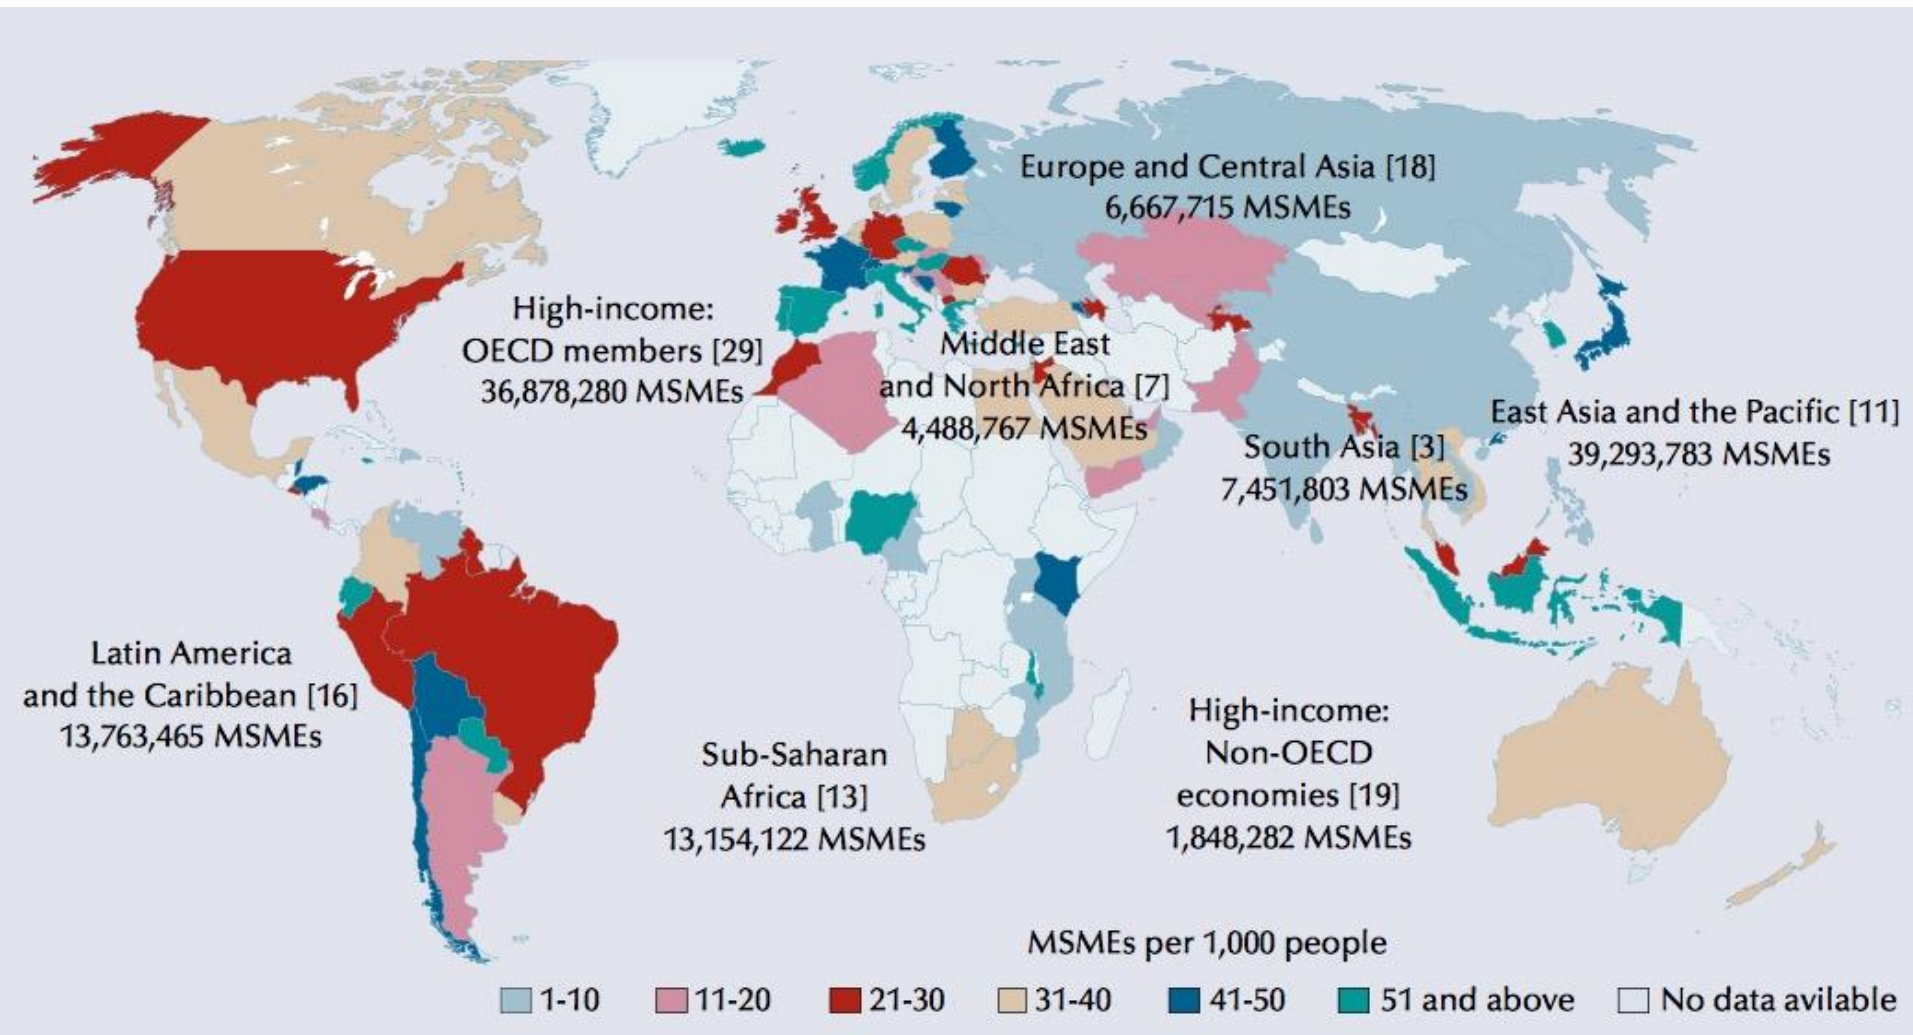 Europe and Central Asia [18]
6,667,715 MSMEs
High-income:
OECD members [29]
36,878,280 MSMEs
Middle East
and North Africa [7]
4,488,767 MSMEs
East Asia and the Pacific [11]
39,293,783 MSMEs
South Asia [3]
7,451,803 MSMEs
Latin America
and the Caribbean [16]
13,763,465 MSMEs
Sub-Saharan
Africa [13]
13,154,122 MSMEs
High-income:
Non-OECD
economies [19]
1,848,282 MSMEs
MSMEs per 1,000 people
1-10
11-20
21-30
31-40
41-50
51 and above
No data avilable